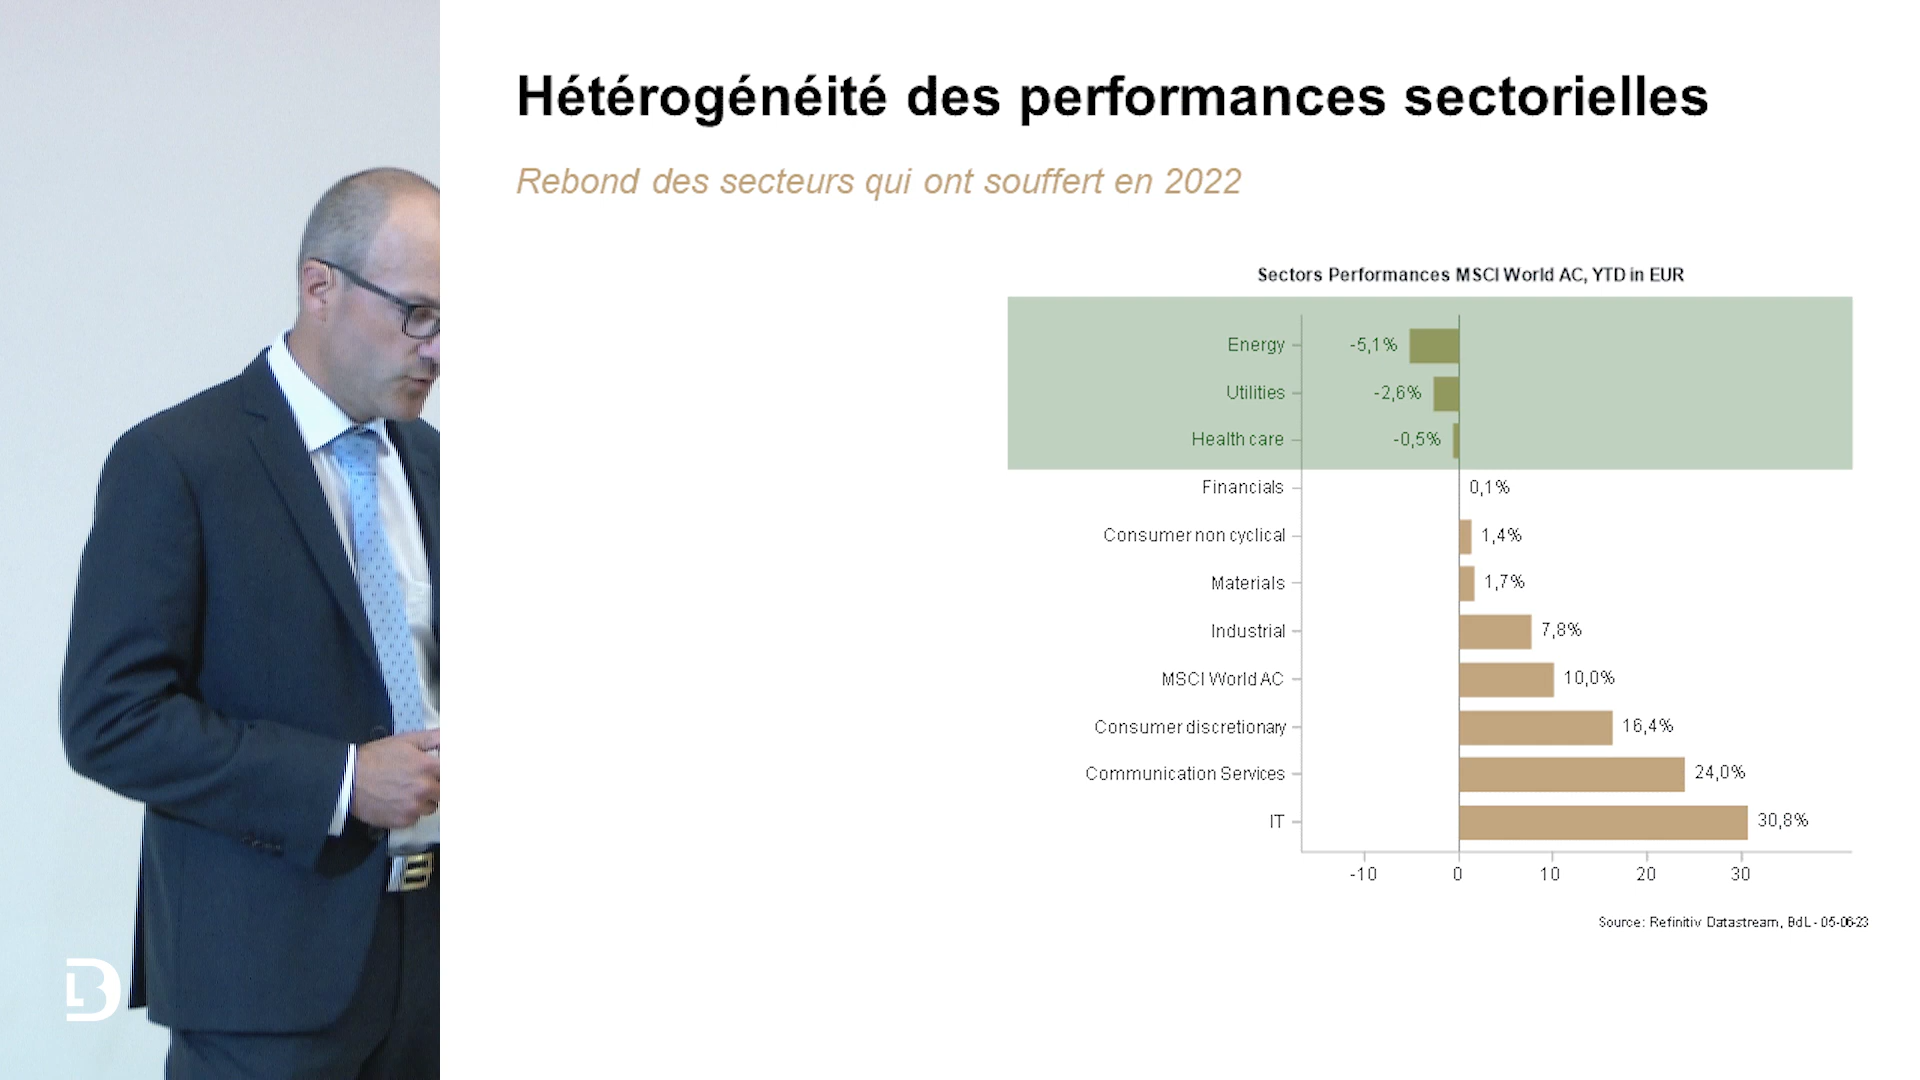 Hétérogénéité des performances sectorielles
Rebond des secteurs qui ont souffert en 2022
Sectors Performances MSCI World AC, YTD in EUR
Energy -5,1%
Utilities -2,6%
Health care -0,5%
Financials 0,1%
Consumer non cyclical 1,4%
Materials 1,7%
Industrial 7,8%
MSCI World AC 10,0%
Consumer discretionary 16,4%
Communication Services 24,0%
IT 30,8%
-10 0 10 20 30
Source: Refinitiv Datastream, BdL - 05-06-23